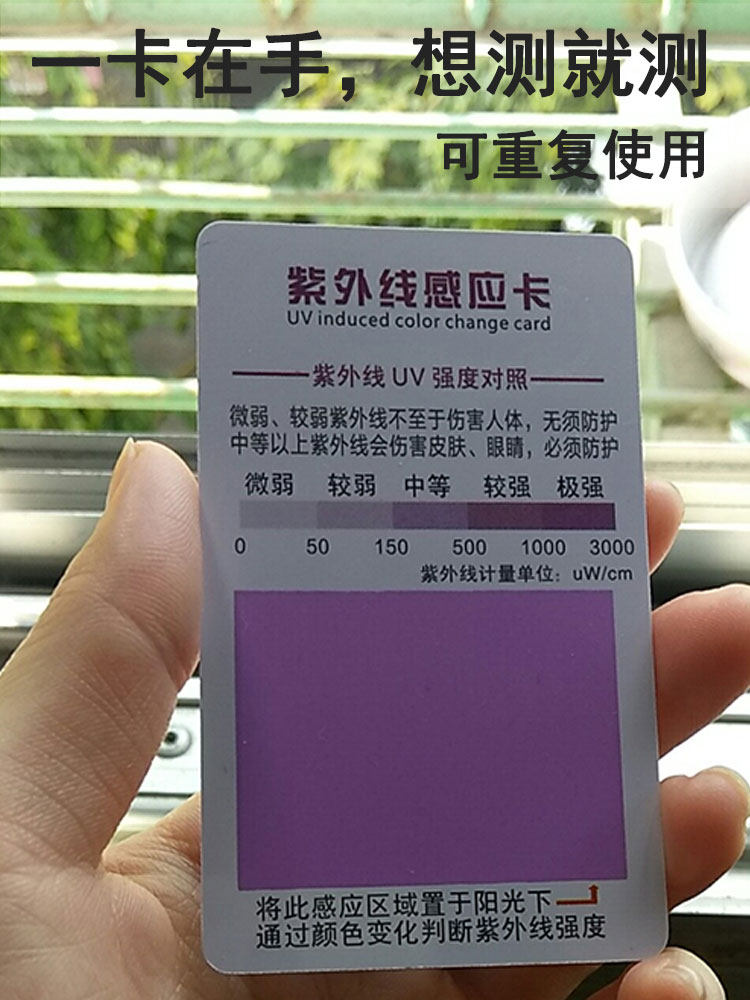 一卡在手，想测就测
可重复使用
紫外线感应卡
UV induced color change card
紫外线 UV 强度对照
微弱、较弱紫外线不至于伤害人体，无须防护
中等以上紫外线会伤害皮肤、眼睛，必须防护
微弱 较弱 中等 较强 极强
0 50 150 500 1000 3000
紫外线计量单位：uW/cm
将此感应区域置于阳光下
通过颜色变化判断紫外线强度